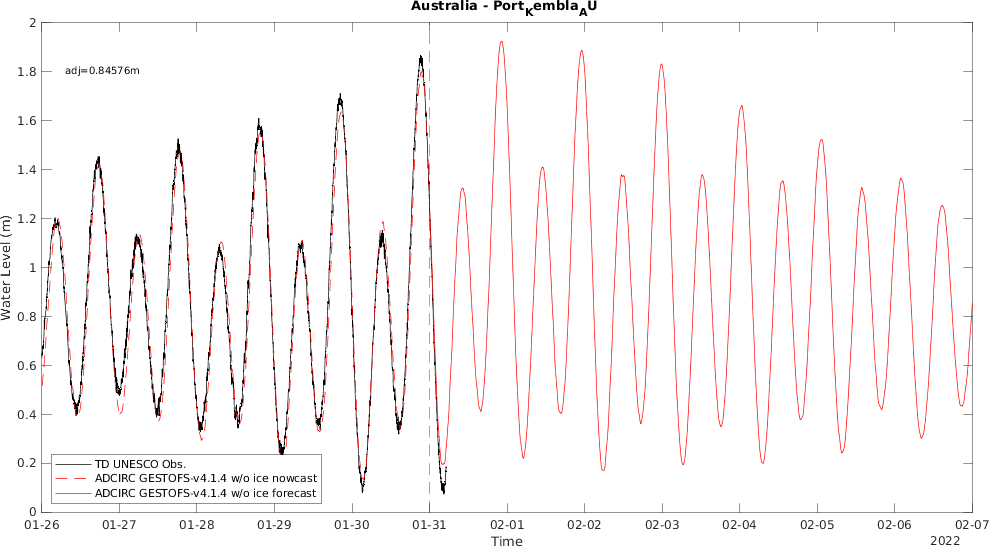 Australia - PortKemblaAU
adj=0.84576m
2
1.8
1.6
1.4
1.2
1
0.8
0.6
0.4
0.2
0
Water Level (m)
TD UNESCO Obs.
ADCIRC GESTOFS-v4.1.4 w/o ice nowcast
ADCIRC GESTOFS-v4.1.4 w/o ice forecast
01-26 01-27 01-28 01-29 01-30 01-31 02-01 02-02 02-03 02-04 02-05 02-06 02-07
Time
2022